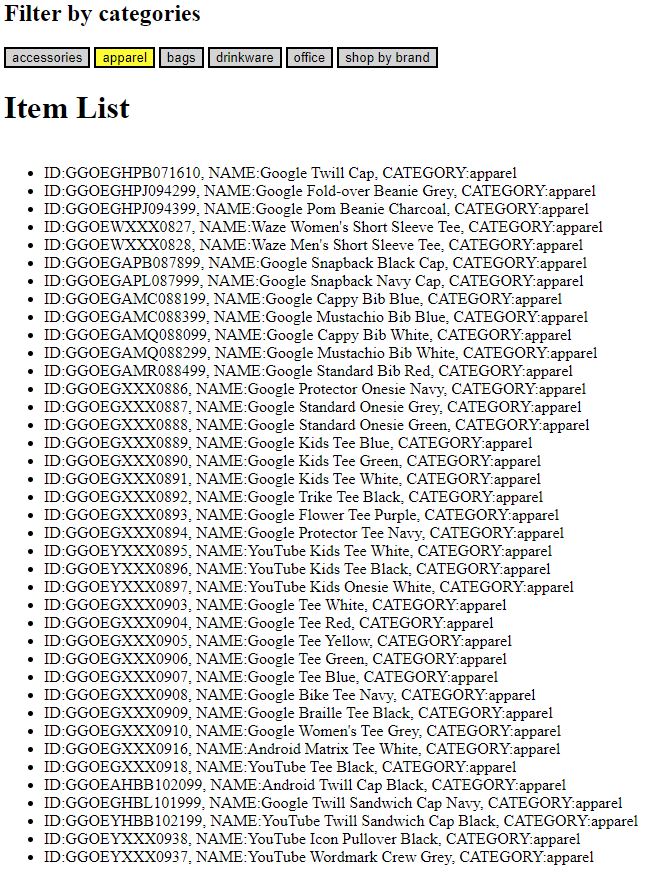 Filter by categories
accessories apparel bags drinkware office shop by brand
Item List
ID:GGOEGHPB071610, NAME:Google Twill Cap, CATEGORY:apparel
ID:GGOEGHPJ094299, NAME:Google Fold-over Beanie Grey, CATEGORY:apparel
ID:GGOEGHPJ094399, NAME:Google Pom Beanie Charcoal, CATEGORY:apparel
ID:GGOEWXXX0827, NAME:Waze Women's Short Sleeve Tee, CATEGORY:apparel
ID:GGOEWXXX0828, NAME:Waze Men's Short Sleeve Tee, CATEGORY:apparel
ID:GGOEGAPB087899, NAME:Google Snapback Black Cap, CATEGORY:apparel
ID:GGOEGAPL087999, NAME:Google Snapback Navy Cap, CATEGORY:apparel
ID:GGOEGAMC088199, NAME:Google Cappy Bib Blue, CATEGORY:apparel
ID:GGOEGAMC088399, NAME:Google Mustachio Bib Blue, CATEGORY:apparel
ID:GGOEGAMQ088099, NAME:Google Cappy Bib White, CATEGORY:apparel
ID:GGOEGAMQ088299, NAME:Google Mustachio Bib White, CATEGORY:apparel
ID:GGOEGAMR088499, NAME:Google Standard Bib Red, CATEGORY:apparel
ID:GGOEGXXX0886, NAME:Google Protector Onesie Navy, CATEGORY:apparel
ID:GGOEGXXX0887, NAME:Google Standard Onesie Grey, CATEGORY:apparel
ID:GGOEGXXX0888, NAME:Google Standard Onesie Green, CATEGORY:apparel
ID:GGOEGXXX0889, NAME:Google Kids Tee Blue, CATEGORY:apparel
ID:GGOEGXXX0890, NAME:Google Kids Tee Green, CATEGORY:apparel
ID:GGOEGXXX0891, NAME:Google Kids Tee White, CATEGORY:apparel
ID:GGOEGXXX0892, NAME:Google Trike Tee Black, CATEGORY:apparel
ID:GGOEGXXX0893, NAME:Google Flower Tee Purple, CATEGORY:apparel
ID:GGOEGXXX0894, NAME:Google Protector Tee Navy, CATEGORY:apparel
ID:GGOEYXXX0895, NAME:YouTube Kids Tee White, CATEGORY:apparel
ID:GGOEYXXX0896, NAME:YouTube Kids Tee Black, CATEGORY:apparel
ID:GGOEYXXX0897, NAME:YouTube Kids Onesie White, CATEGORY:apparel
ID:GGOEGXXX0903, NAME:Google Tee White, CATEGORY:apparel
ID:GGOEGXXX0904, NAME:Google Tee Red, CATEGORY:apparel
ID:GGOEGXXX0905, NAME:Google Tee Yellow, CATEGORY:apparel
ID:GGOEGXXX0906, NAME:Google Tee Green, CATEGORY:apparel
ID:GGOEGXXX0907, NAME:Google Tee Blue, CATEGORY:apparel
ID:GGOEGXXX0908, NAME:Google Bike Tee Navy, CATEGORY:apparel
ID:GGOEGXXX0909, NAME:Google Braille Tee Black, CATEGORY:apparel
ID:GGOEGXXX0910, NAME:Google Women's Tee Grey, CATEGORY:apparel
ID:GGOEGXXX0916, NAME:Android Matrix Tee White, CATEGORY:apparel
ID:GGOEGXXX0918, NAME:YouTube Tee Black, CATEGORY:apparel
ID:GGOEAHBB102099, NAME:Android Twill Cap Black, CATEGORY:apparel
ID:GGOEGHBL101999, NAME:Google Twill Sandwich Cap Navy, CATEGORY:apparel
ID:GGOEYHBB102199, NAME:YouTube Twill Sandwich Cap Black, CATEGORY:apparel
ID:GGOEYXXX0938, NAME:YouTube Icon Pullover Black, CATEGORY:apparel
ID:GGOEYXXX0937, NAME:YouTube Wordmark Crew Grey, CATEGORY:apparel